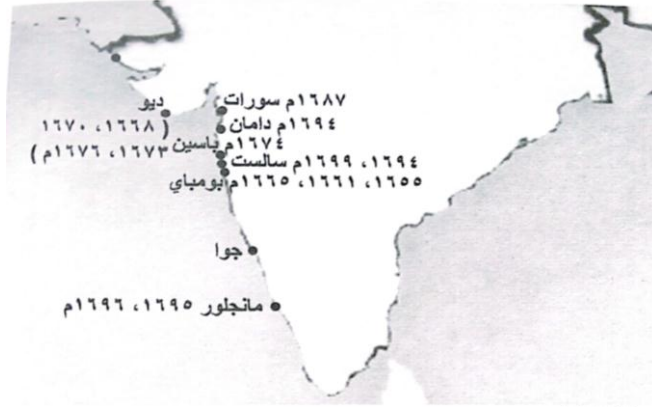 ديو
( ١٦٦٨، ١٦٧٠
١٦٧٣، ١٦٧٦م )
١٦٨٧م سورات
١٦٩٤م دامان
١٦٧٤م باسين
١٦٩٤، ١٦٩٩م سالست
١٦٥٥، ١٦٦١، ١٦٦٥م بومباي
جوا
مانجلور ١٦٩٥، ١٦٩٦م